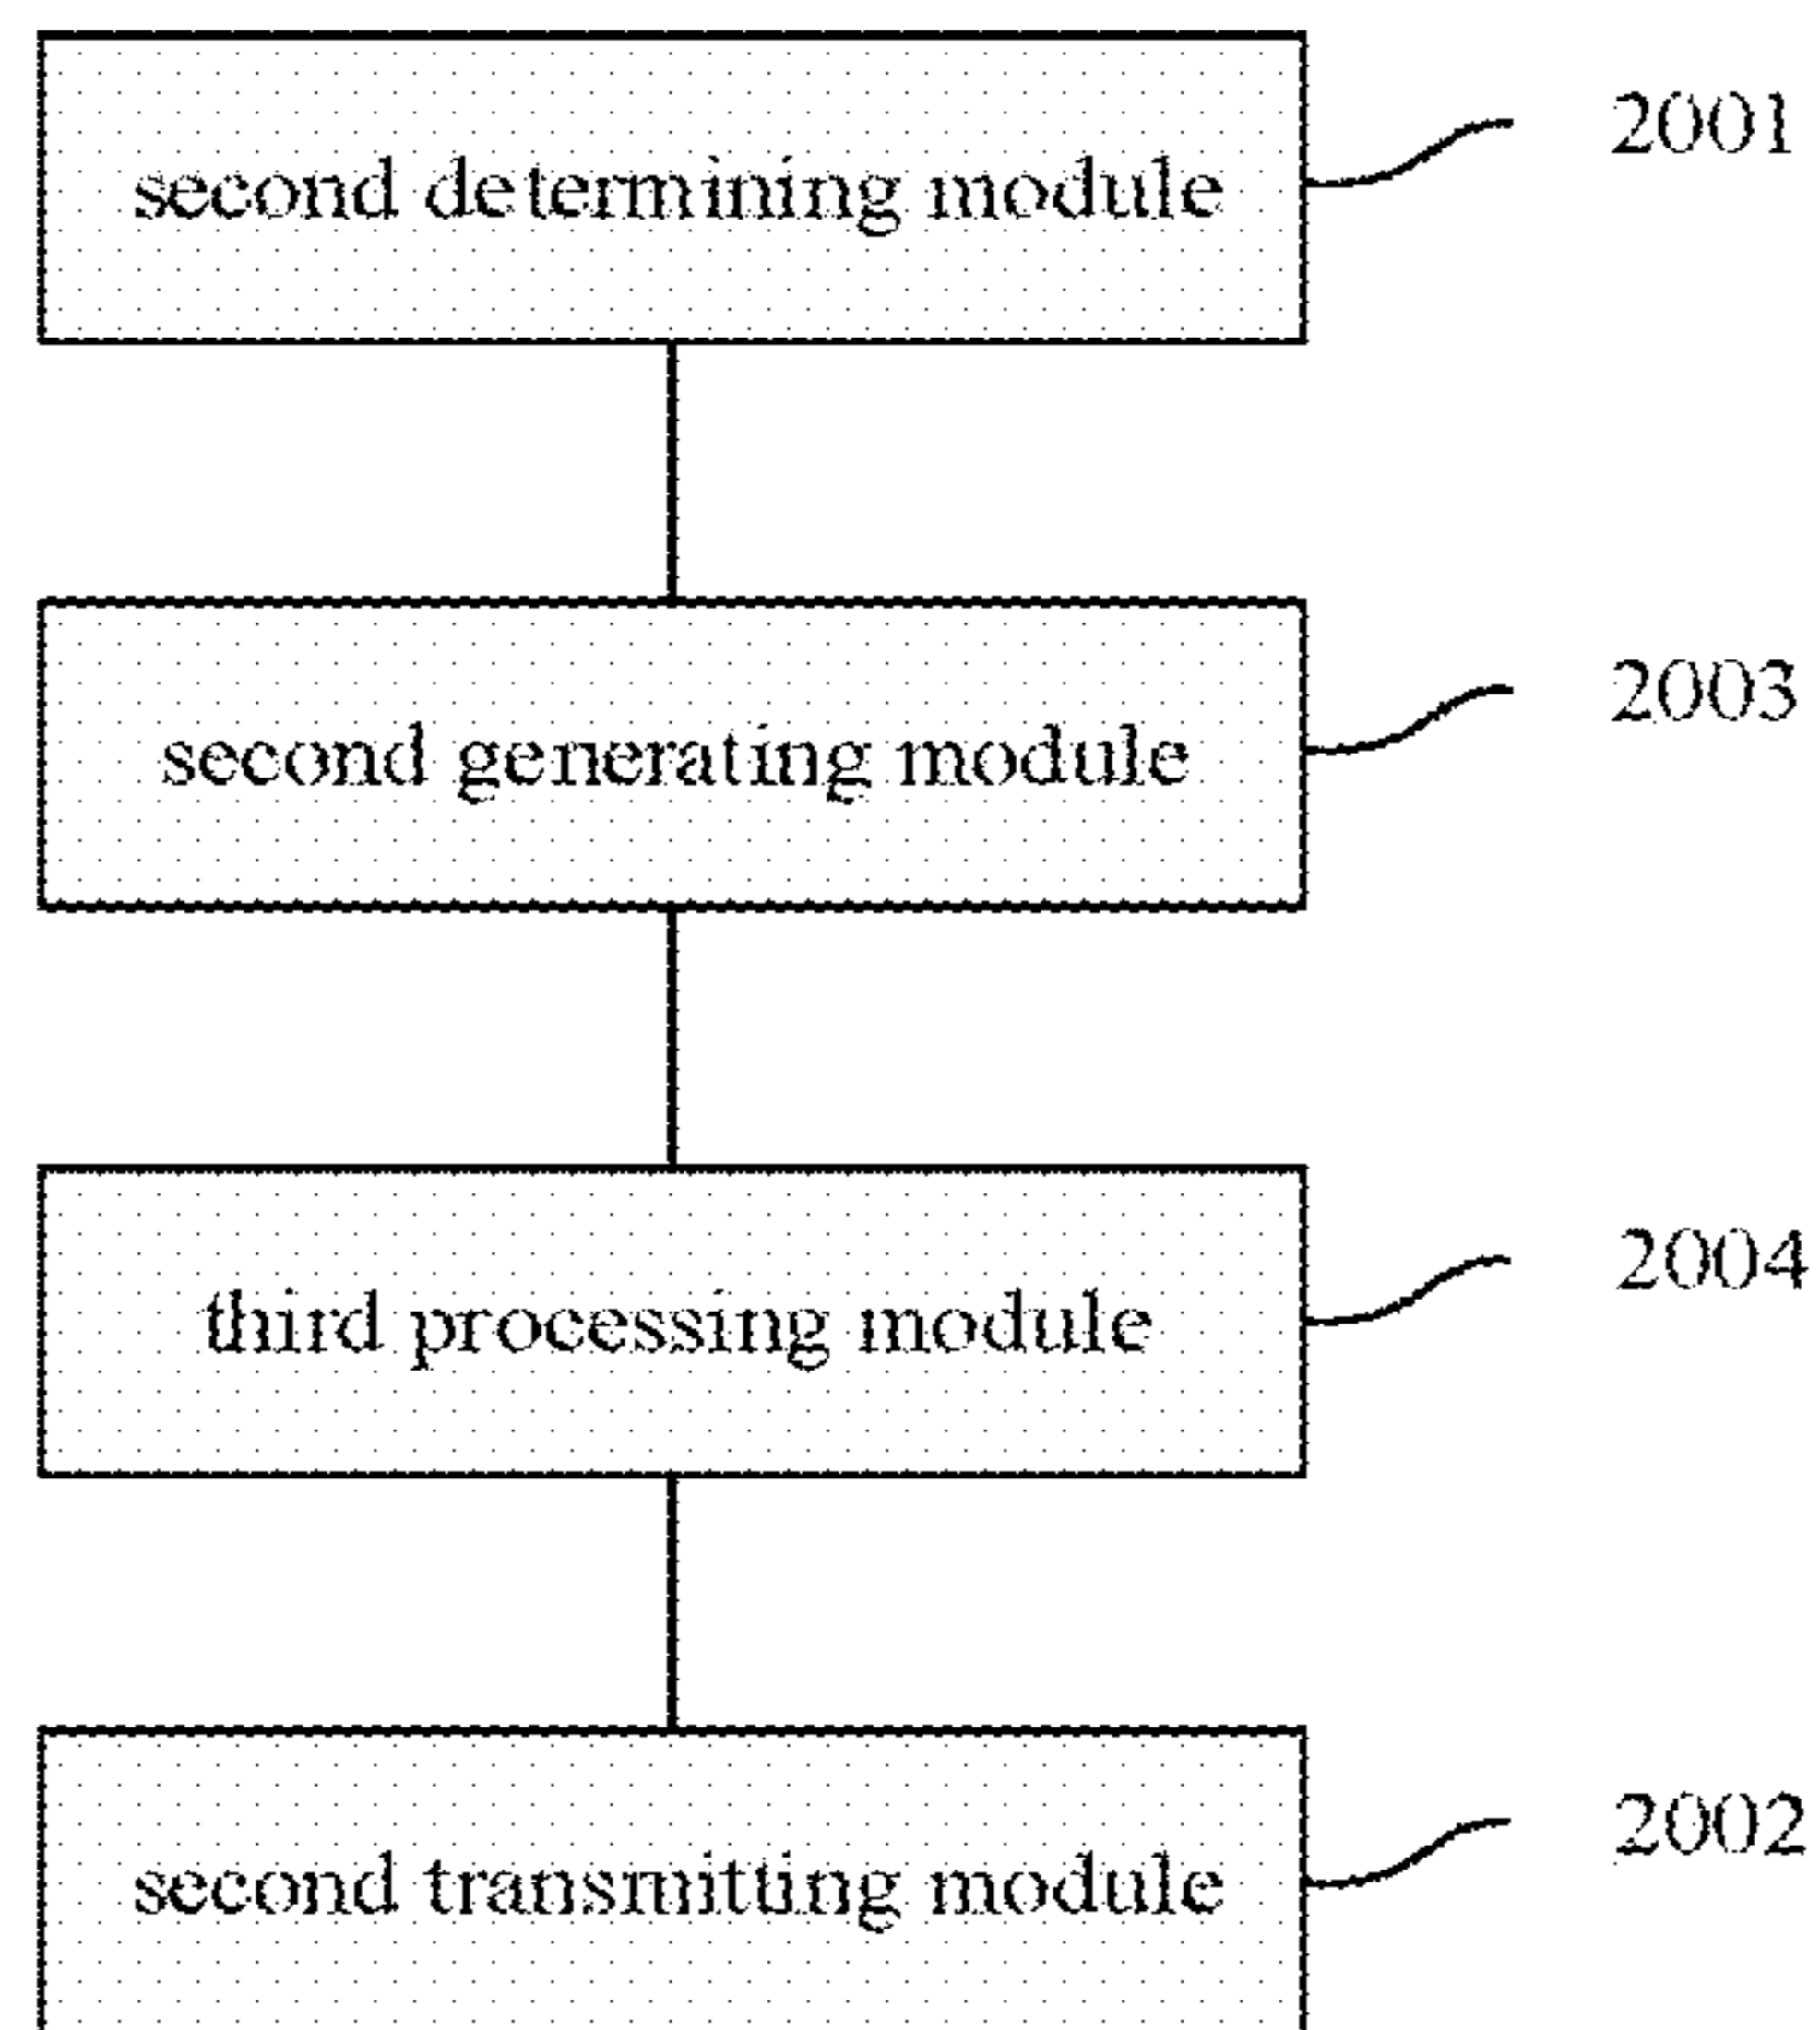 second determining module 2001
second generating module 2003
third processing module 2004
second transmitting module 2002